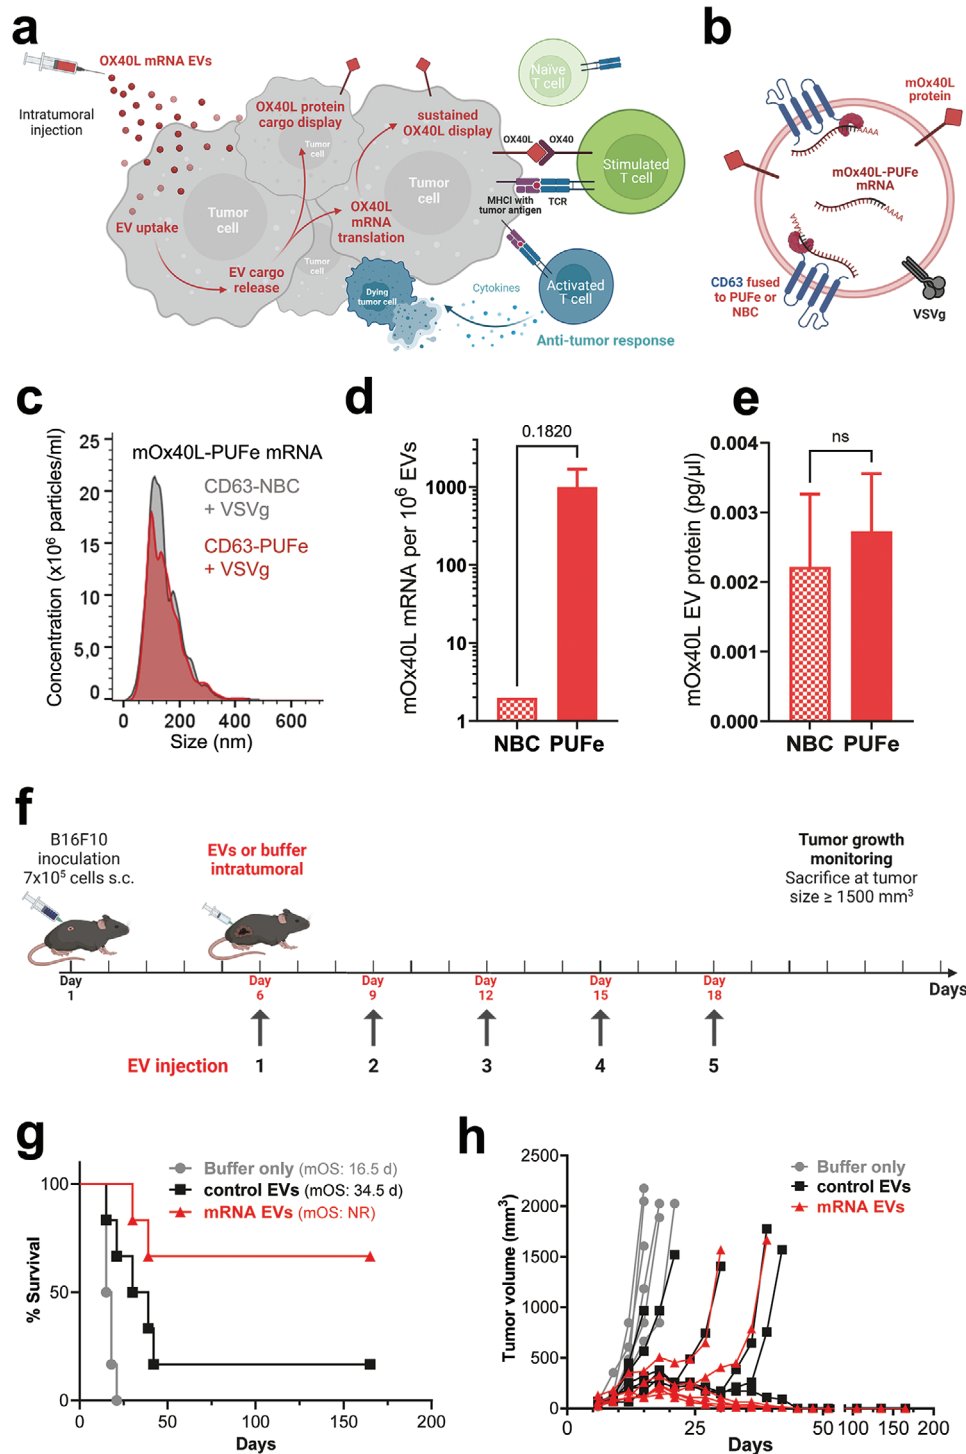 a
OX40L mRNA EVs
Intratumoral
injection
OX40L protein
cargo display
sustained
OX40L display
Naïve
T cell
Tumor
cell
OX40L
OX40
Stimulated
T cell
MHCI with
tumor antigen
TCR
Tumor
cell
Tumor
cell
EV uptake
OX40L
mRNA
translation
EV cargo
release
Tumor
cell
Dying
tumor cell
Cytokines
Activated
T cell
Anti-tumor response
b
mOx40L
protein
AAAA
mOx40L-PUFe
mRNA
AAAA
AAAA
CD63 fused
to PUFe or
NBC
VSVg
c
Concentration (x10⁶ particles/ml)
25
20
15
10
5,0
0
mOx40L-PUFe mRNA
CD63-NBC
+ VSVg
CD63-PUFe
+ VSVg
0 200 400 600
Size (nm)
d
mOx40L mRNA per 10⁶ EVs
0.1820
1000
100
10
1
NBC PUFe
e
mOx40L EV protein (pg/µl)
ns
0.004
0.003
0.002
0.001
0.000
NBC PUFe
f
B16F10
inoculation
7x10⁵ cells s.c.
EVs or buffer
intratumoral
Tumor growth
monitoring
Sacrifice at tumor
size ≥ 1500 mm³
Day
1
Day
6
Day
9
Day
12
Day
15
Day
18
Days
EV injection 1 2 3 4 5
g
% Survival
100
50
0
Buffer only (mOS: 16.5 d)
control EVs (mOS: 34.5 d)
mRNA EVs (mOS: NR)
0 50 100 150 200
Days
h
Tumor volume (mm³)
2500
2000
1500
1000
500
0
Buffer only
control EVs
mRNA EVs
0 25 50 100 150 200
Days